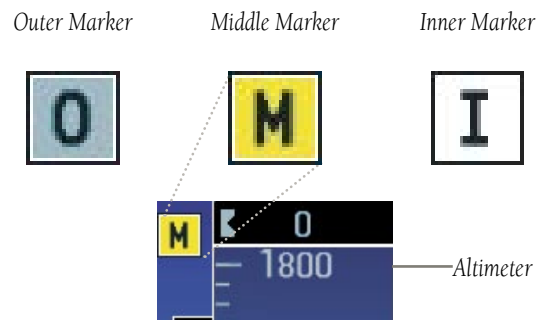 Outer Marker Middle Marker Inner Marker
O M I
M 0
1800 Altimeter